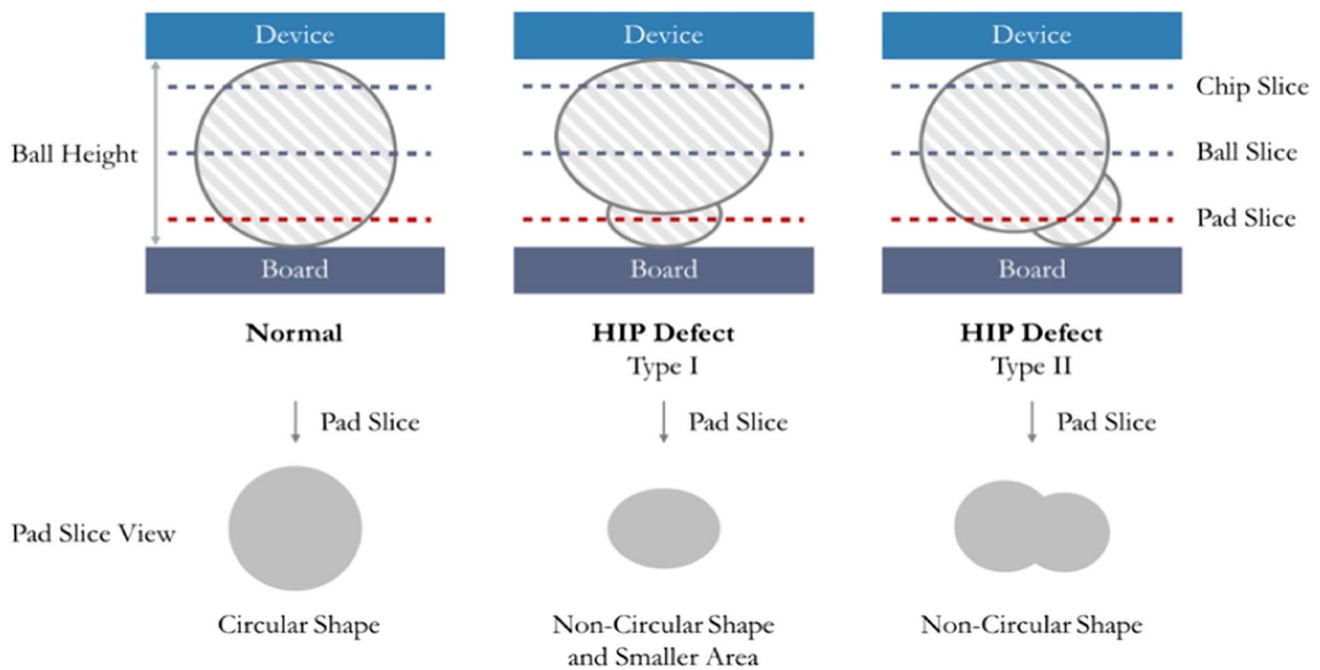 Device
Device
Device
Chip Slice
Ball Height
Ball Slice
Pad Slice
Board
Board
Board
Normal
HIP Defect
Type I
HIP Defect
Type II
Pad Slice
Pad Slice
Pad Slice
Pad Slice View
Circular Shape
Non-Circular Shape
and Smaller Area
Non-Circular Shape